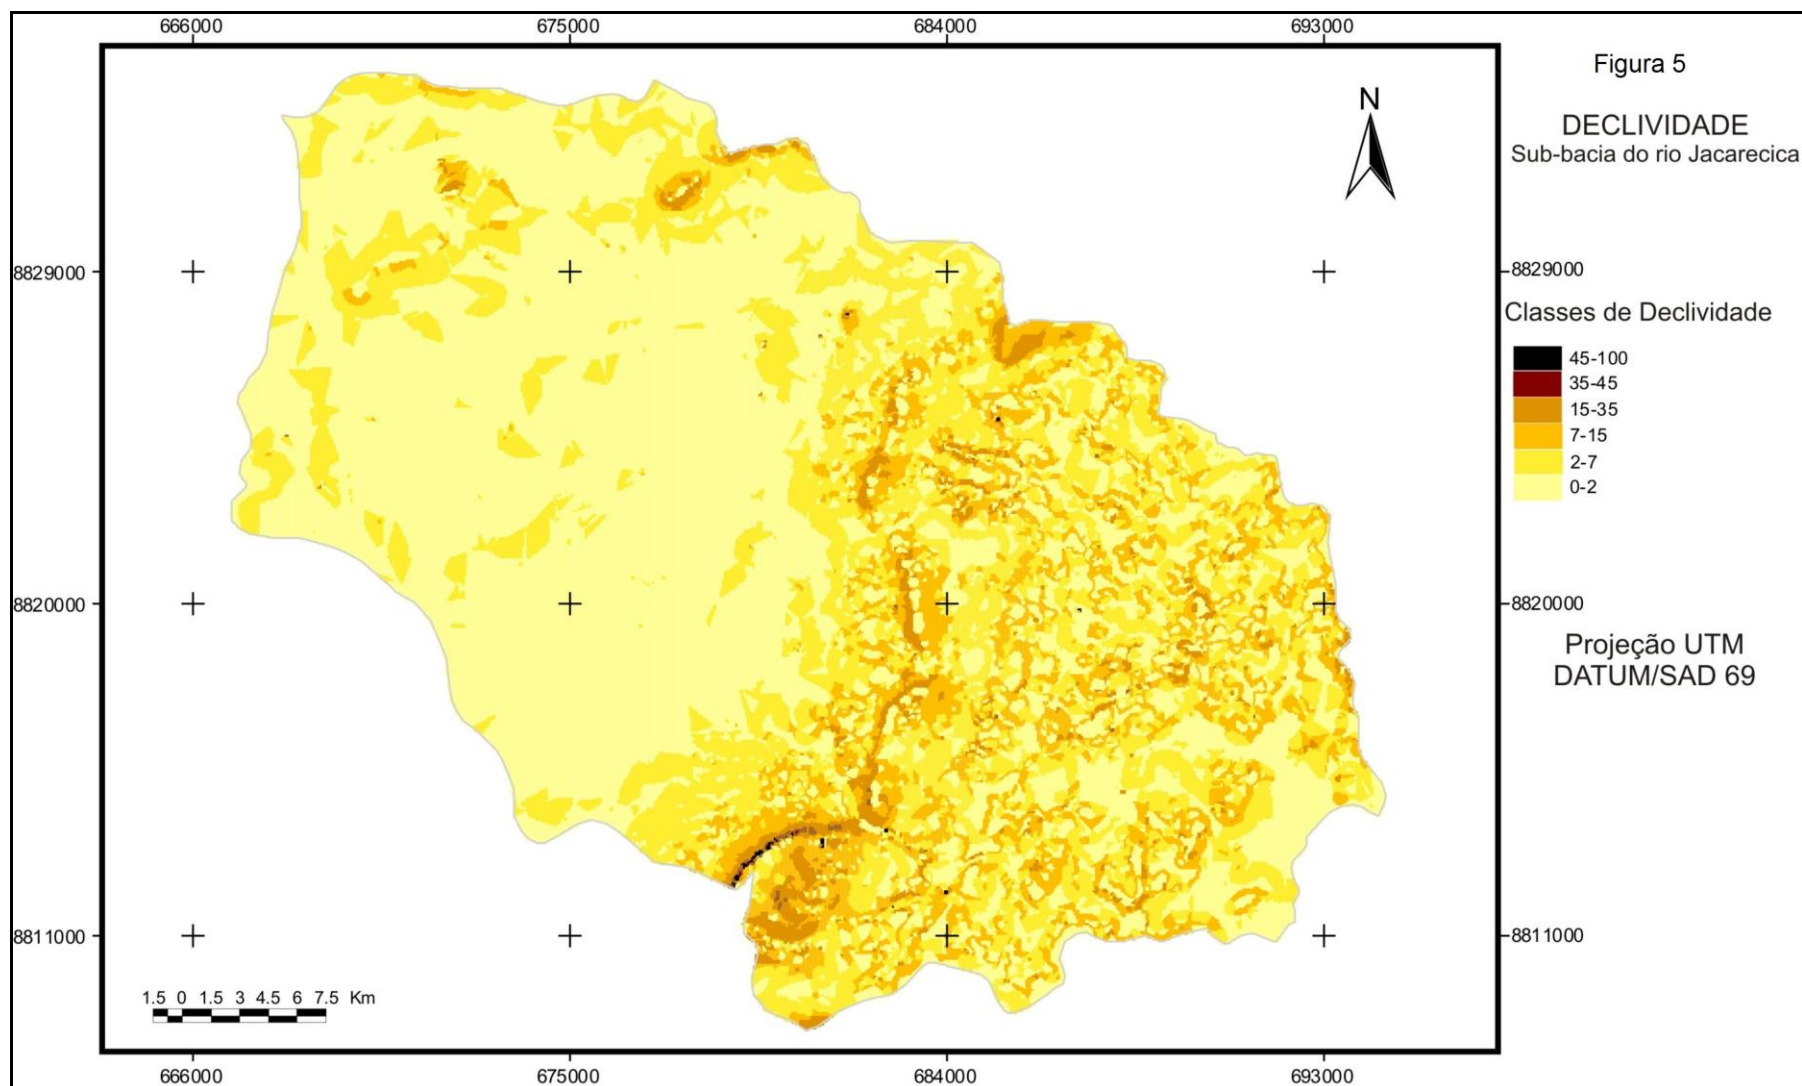 666000 675000 684000 693000
Figura 5
DECLIVIDADE
Sub-bacia do rio Jacarecica
N
8829000 8829000
Classes de Declividade
45-100
35-45
15-35
7-15
2-7
0-2
8820000 8820000
Projeção UTM
DATUM/SAD 69
8811000 8811000
1.5 0 1.5 3 4.5 6 7.5 Km
666000 675000 684000 693000